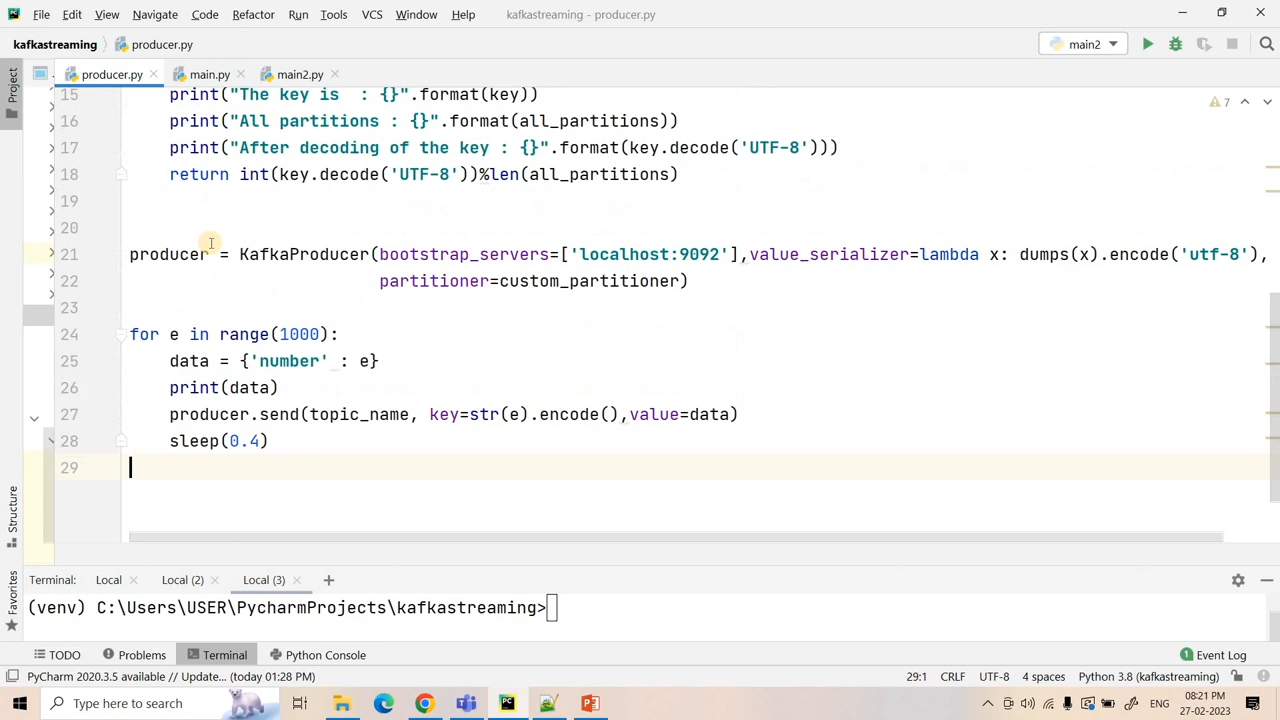 File Edit View Navigate Code Refactor Run Tools VCS Window Help kafkastreaming - producer.py
kafkastreaming producer.py main2
producer.py main.py main2.py
Project
15 print("The key is  : {}".format(key))
7
16 print("All partitions : {}".format(all_partitions))
17 print("After decoding of the key : {}".format(key.decode('UTF-8')))
18 return int(key.decode('UTF-8'))%len(all_partitions)
19
20
21 producer = KafkaProducer(bootstrap_servers=['localhost:9092'],value_serializer=lambda x: dumps(x).encode('utf-8'),
22 partitioner=custom_partitioner)
23
24 for e in range(1000):
25 data = {'number' : e}
26 print(data)
27 producer.send(topic_name, key=str(e).encode(),value=data)
28 sleep(0.4)
29
Structure
Favorites
Terminal: Local Local (2) Local (3) +
(venv) C:\Users\USER\PycharmProjects\kafkastreaming>
TODO Problems Terminal Python Console 1 Event Log
PyCharm 2020.3.5 available // Update... (today 01:28 PM) 29:1 CRLF UTF-8 4 spaces Python 3.8 (kafkastreaming)
Type here to search ENG 08:21 PM
27-02-2023